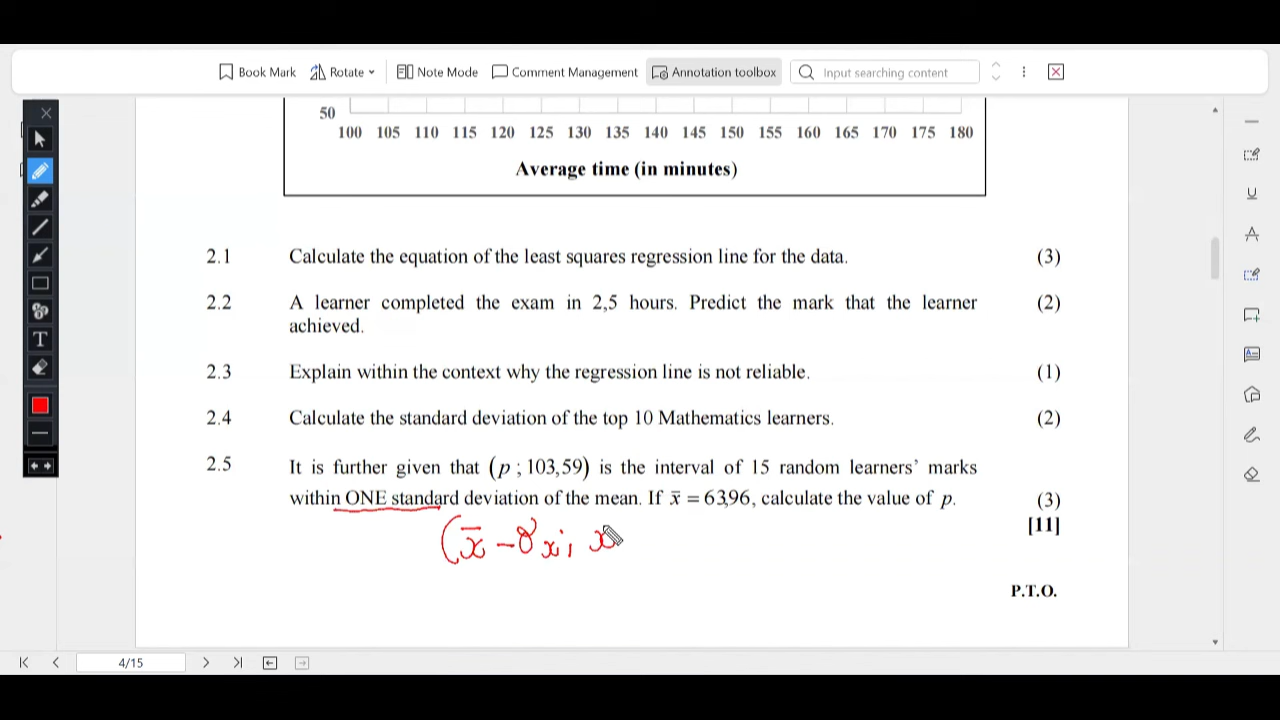 Book Mark Rotate Note Mode Comment Management Annotation toolbox Input searching content
50
100 105 110 115 120 125 130 135 140 145 150 155 160 165 170 175 180
Average time (in minutes)
2.1 Calculate the equation of the least squares regression line for the data. (3)
2.2 A learner completed the exam in 2,5 hours. Predict the mark that the learner (2)
achieved.
2.3 Explain within the context why the regression line is not reliable. (1)
2.4 Calculate the standard deviation of the top 10 Mathematics learners. (2)
2.5 It is further given that (p ; 103,59) is the interval of 15 random learners' marks
within ONE standard deviation of the mean. If x̄ = 63,96, calculate the value of p. (3)
[11]
(x̄ - δx; x
P.T.O.
4/15